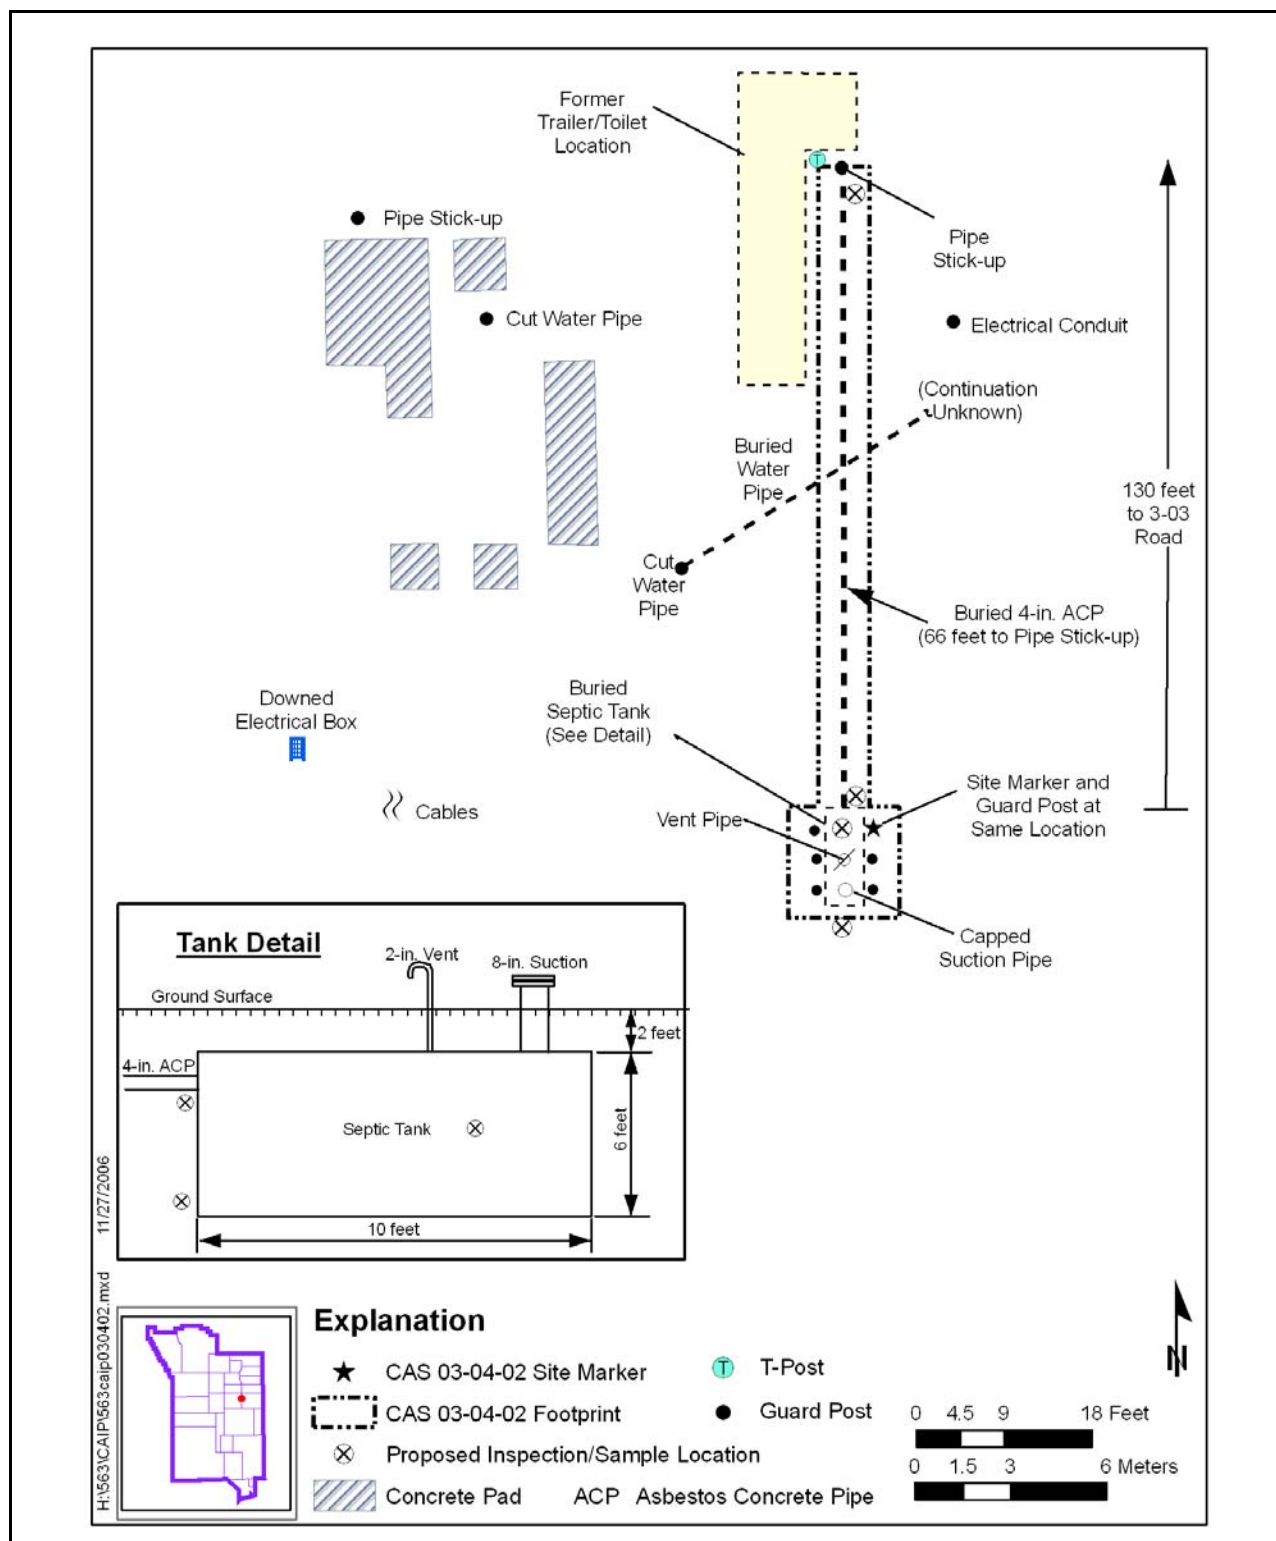 Former
Trailer/Toilet
Location
T
Pipe Stick-up
Pipe
Stick-up
Cut Water Pipe
Electrical Conduit
(Continuation
Unknown)
Buried
Water
Pipe
130 feet
to 3-03
Road
Cut
Water
Pipe
Buried 4-in. ACP
(66 feet to Pipe Stick-up)
Buried
Septic Tank
(See Detail)
Downed
Electrical Box
Site Marker and
Guard Post at
Same Location
Cables
Vent Pipe
Capped
Suction Pipe
Tank Detail
2-in. Vent
8-in. Suction
Ground Surface
2 feet
4-in. ACP
Septic Tank
6 feet
10 feet
11/27/2006
H:\563\CAIP\563caip030402.mxd
N
Explanation
CAS 03-04-02 Site Marker
T T-Post
CAS 03-04-02 Footprint
Guard Post
Proposed Inspection/Sample Location
Concrete Pad
ACP Asbestos Concrete Pipe
0 4.5 9 18 Feet
0 1.5 3 6 Meters